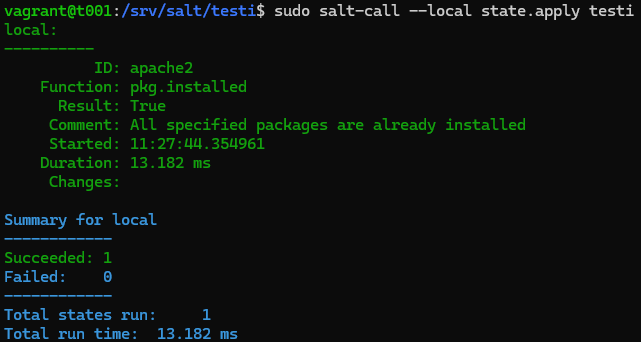 vagrant@t001:/srv/salt/testi$ sudo salt-call --local state.apply testi
local:
----------
          ID: apache2
    Function: pkg.installed
      Result: True
     Comment: All specified packages are already installed
     Started: 11:27:44.354961
    Duration: 13.182 ms
     Changes:

Summary for local
------------
Succeeded: 1
Failed:    0
------------
Total states run:     1
Total run time:  13.182 ms